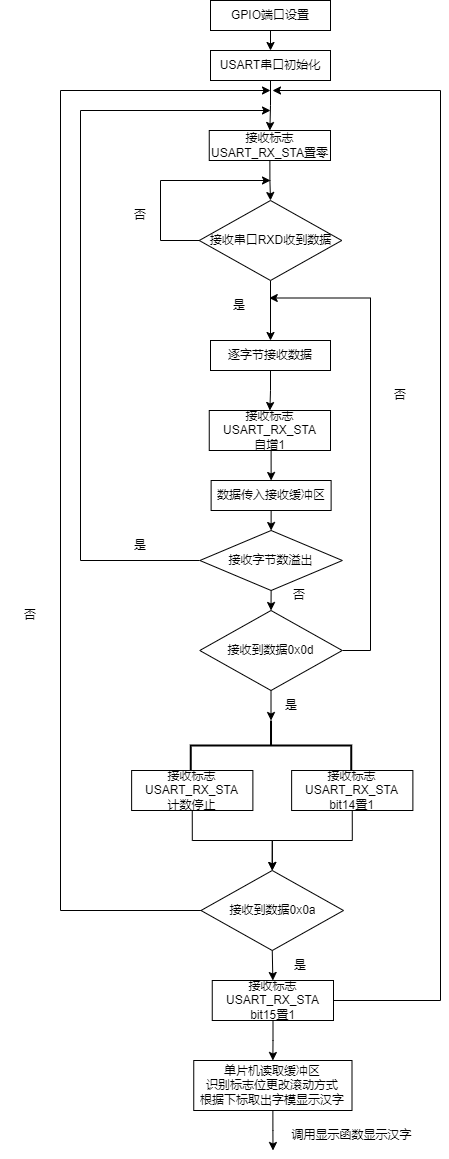 GPIO端口设置
USART串口初始化
接收标志
USART_RX_STA置零
否
接收串口RXD收到数据
是
逐字节接收数据
否
接收标志
USART_RX_STA
自增1
数据传入接收缓冲区
是
接收字节数溢出
否
否
接收到数据0x0d
是
接收标志
USART_RX_STA
计数停止
接收标志
USART_RX_STA
bit14置1
接收到数据0x0a
是
接收标志
USART_RX_STA
bit15置1
单片机读取缓冲区
识别标志位更改滚动方式
根据下标取出字模显示汉字
调用显示函数显示汉字